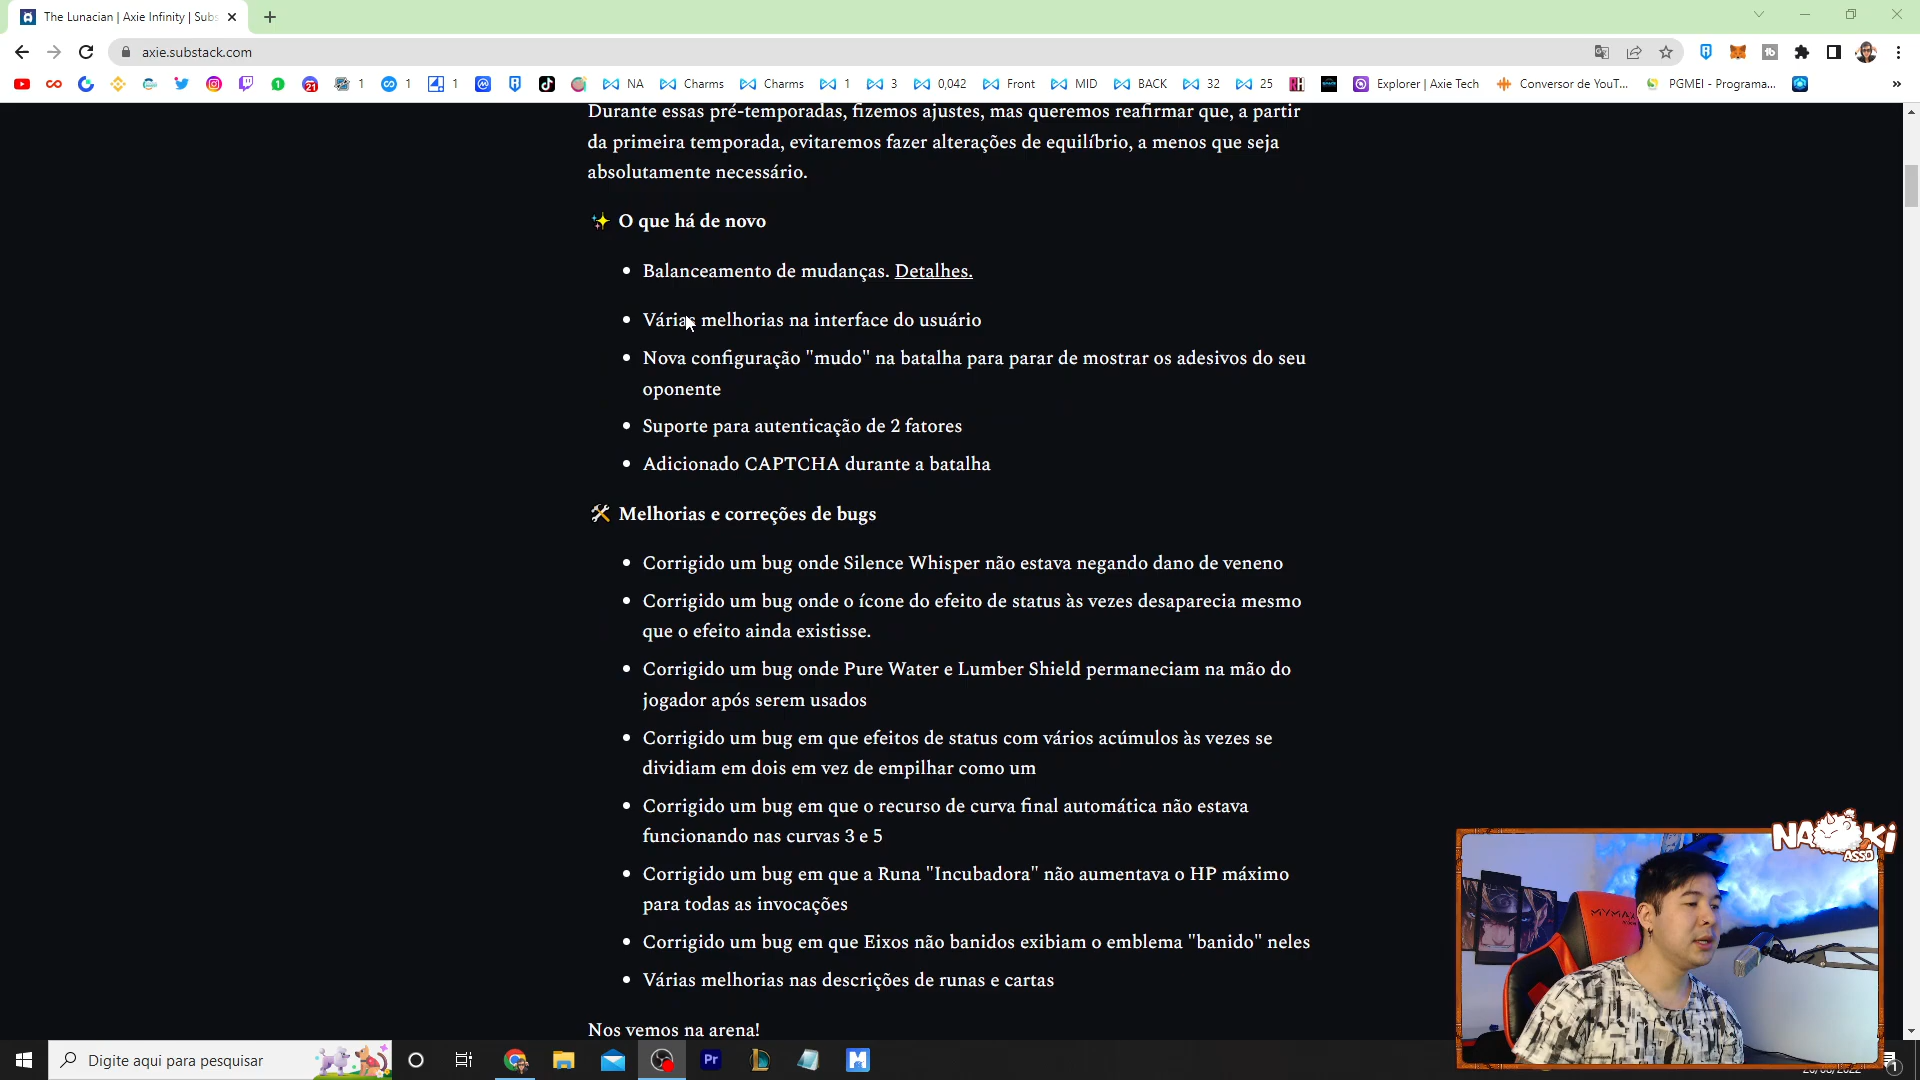 The Lunacian | Axie Infinity | Subs
axie.substack.com
1
1
1
NA
Charms
Charms
1
3
0,042
Front
MID
BACK
32
25
Explorer | Axie Tech
Conversor de YouT...
PGMEI - Programa...
Durante essas pré-temporadas, fizemos ajustes, mas queremos reafirmar que, a partir
da primeira temporada, evitaremos fazer alterações de equilíbrio, a menos que seja
absolutamente necessário.
O que há de novo
Balanceamento de mudanças. Detalhes.
Várias melhorias na interface do usuário
Nova configuração "mudo" na batalha para parar de mostrar os adesivos do seu
oponente
Suporte para autenticação de 2 fatores
Adicionado CAPTCHA durante a batalha
Melhorias e correções de bugs
Corrigido um bug onde Silence Whisper não estava negando dano de veneno
Corrigido um bug onde o ícone do efeito de status às vezes desaparecia mesmo
que o efeito ainda existisse.
Corrigido um bug onde Pure Water e Lumber Shield permaneciam na mão do
jogador após serem usados
Corrigido um bug em que efeitos de status com vários acúmulos às vezes se
dividiam em dois em vez de empilhar como um
Corrigido um bug em que o recurso de curva final automática não estava
funcionando nas curvas 3 e 5
Corrigido um bug em que a Runa "Incubadora" não aumentava o HP máximo
para todas as invocações
Corrigido um bug em que Eixos não banidos exibiam o emblema "banido" neles
Várias melhorias nas descrições de runas e cartas
Nos vemos na arena!
NAOKI
ASSO
MYMAX
Digite aqui para pesquisar
Pr